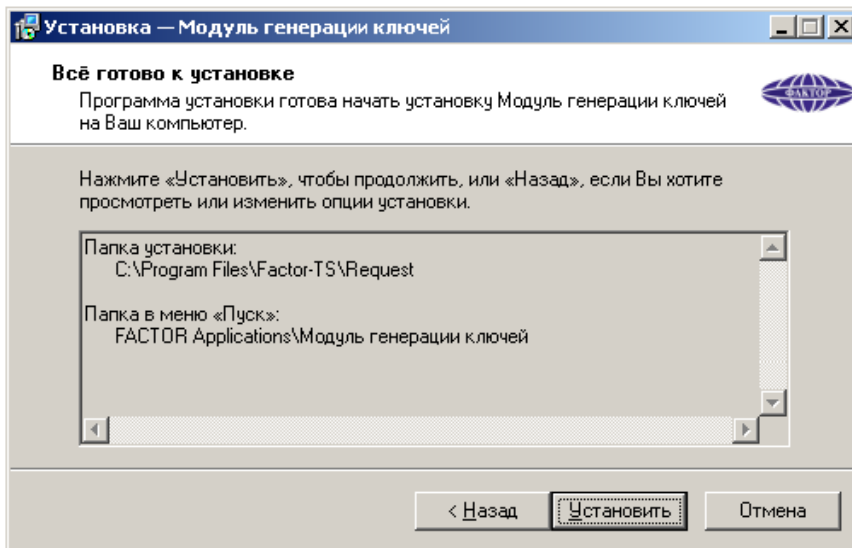 Установка — Модуль генерации ключей
Всё готово к установке
Программа установки готова начать установку Модуль генерации ключей
на Ваш компьютер.
ФАКТОР
Нажмите «Установить», чтобы продолжить, или «Назад», если Вы хотите
просмотреть или изменить опции установки.
Папка установки:
C:\Program Files\Factor-TS\Request
Папка в меню «Пуск»:
FACTOR Applications\Модуль генерации ключей
< Назад
Установить
Отмена